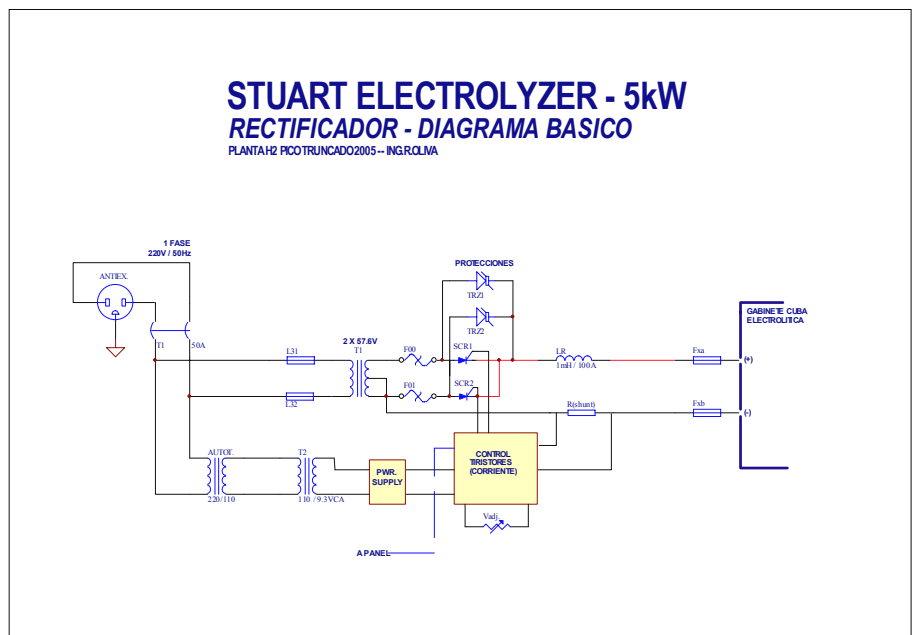 STUART ELECTROLYZER - 5kW
RECTIFICADOR - DIAGRAMA BASICO
PLANTA H2 PICO TRUNCADO 2005 -- ING.R.OLIVA
1 FASE
220V / 50Hz
ANTIEX.
T1
50A
PROTECCIONES
TRZ1
TRZ2
2 X 57.6V
L31
T1
F00
SCR1
LR
1mH / 100A
Fxa
GABINETE CUBA
ELECTROLITICA
(+)
L32
F01
SCR2
R(shunt)
Fxb
(-)
AUTOT.
220/110
T2
110 / 9.3VCA
PWR.
SUPPLY
CONTROL
TIRISTORES
(CORRIENTE)
Vadj
A PANEL